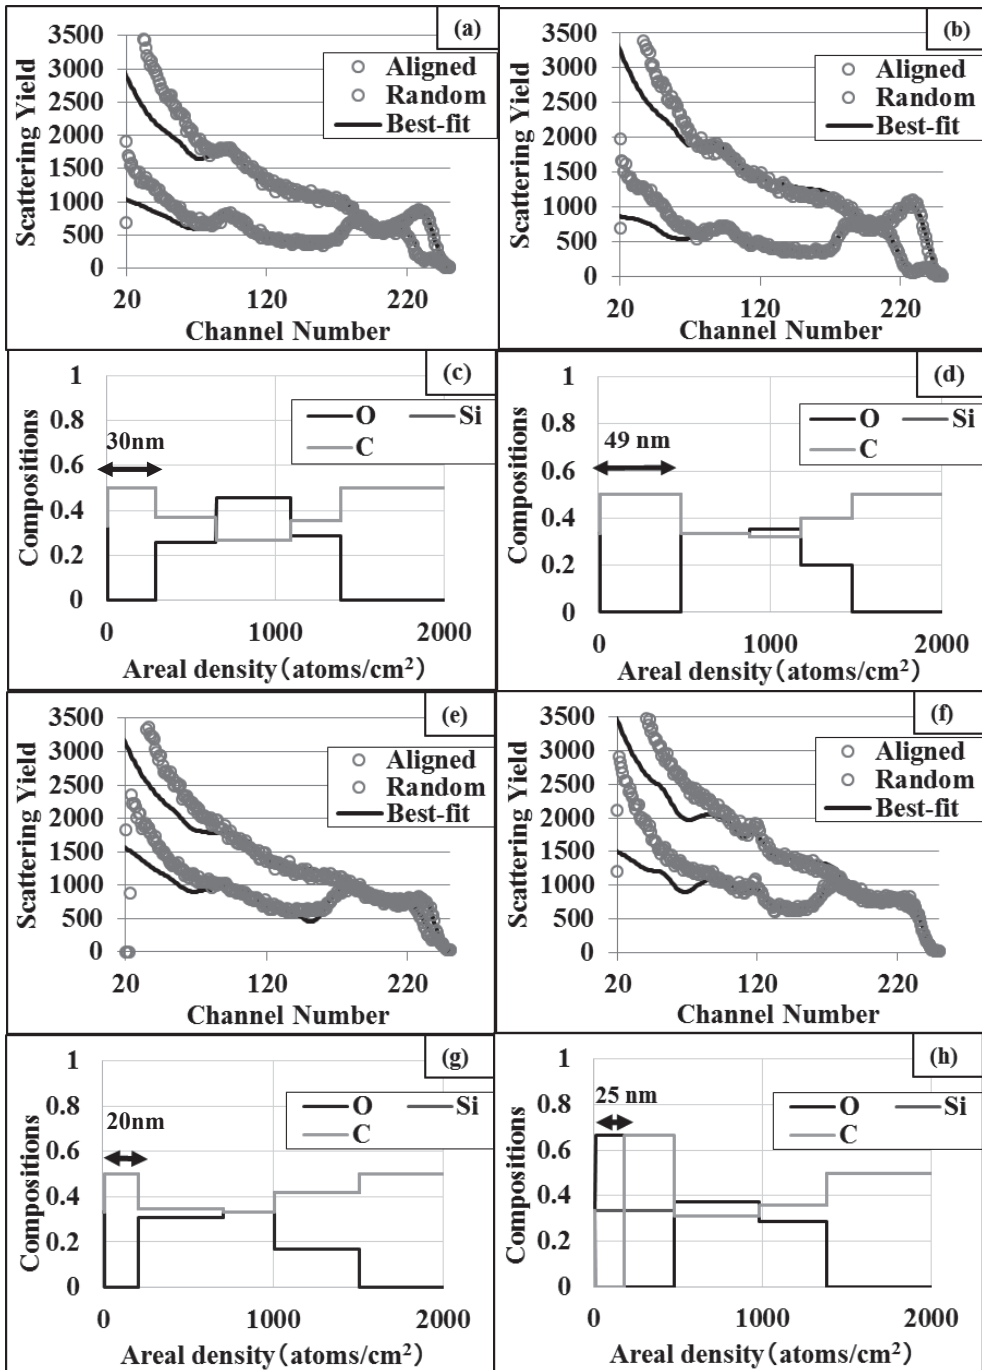 (a)
3500
3000
2500
2000
1500
1000
500
0
Scattering Yield
Aligned
Random
Best-fit
20
120
220
Channel Number
(b)
3500
3000
2500
2000
1500
1000
500
0
Scattering Yield
Aligned
Random
Best-fit
20
120
220
Channel Number
(c)
1
0.8
0.6
0.4
0.2
0
Compositions
30nm
O
Si
C
0
1000
2000
Areal density(atoms/cm²)
(d)
1
0.8
0.6
0.4
0.2
0
Compositions
49 nm
O
Si
C
0
1000
2000
Areal density(atoms/cm²)
(e)
3500
3000
2500
2000
1500
1000
500
0
Scattering Yield
Aligned
Random
Best-fit
20
120
220
Channel Number
(f)
3500
3000
2500
2000
1500
1000
500
0
Scattering Yield
Aligned
Random
Best-fit
20
120
220
Channel Number
(g)
1
0.8
0.6
0.4
0.2
0
Compositions
20nm
O
Si
C
0
1000
2000
Areal density(atoms/cm²)
(h)
1
0.8
0.6
0.4
0.2
0
Compositions
25 nm
O
Si
C
0
1000
2000
Areal density(atoms/cm²)